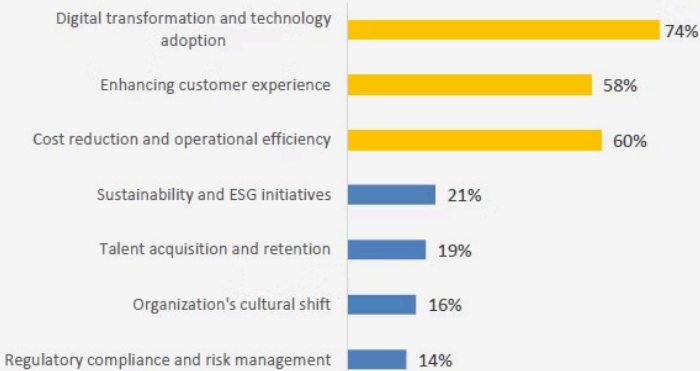 Digital transformation and technology
adoption
74%
Enhancing customer experience
58%
Cost reduction and operational efficiency
60%
Sustainability and ESG initiatives
21%
Talent acquisition and retention
19%
Organization's cultural shift
16%
Regulatory compliance and risk management
14%